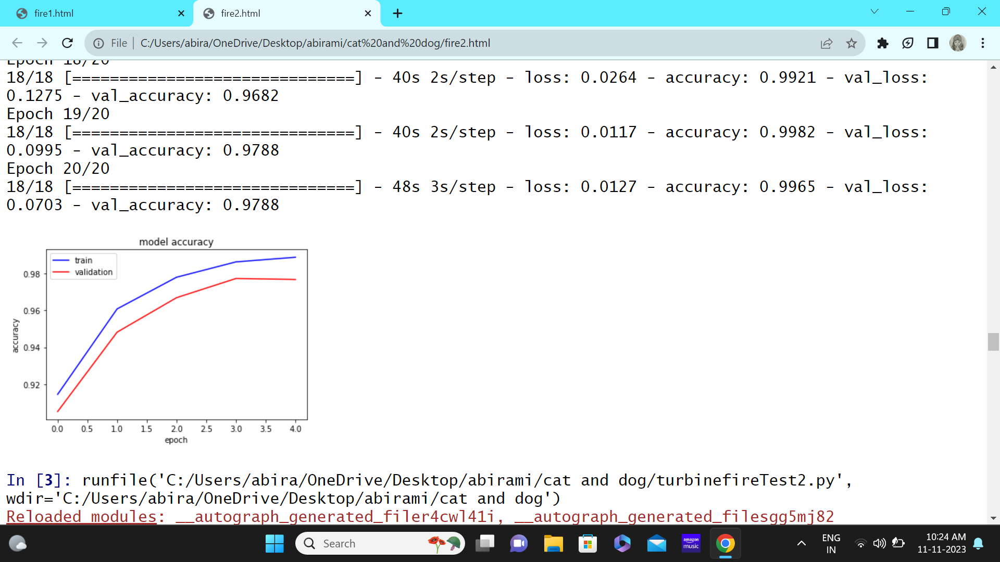 fire1.html
fire2.html
File
C:/Users/abira/OneDrive/Desktop/abirami/cat%20and%20dog/fire2.html
Epoch 18/20
18/18 [==============================] - 40s 2s/step - loss: 0.0264 - accuracy: 0.9921 - val_loss:
0.1275 - val_accuracy: 0.9682
Epoch 19/20
18/18 [==============================] - 40s 2s/step - loss: 0.0117 - accuracy: 0.9982 - val_loss:
0.0995 - val_accuracy: 0.9788
Epoch 20/20
18/18 [==============================] - 48s 3s/step - loss: 0.0127 - accuracy: 0.9965 - val_loss:
0.0703 - val_accuracy: 0.9788
model accuracy
train
validation
0.98
0.96
0.94
0.92
accuracy
0.0 0.5 1.0 1.5 2.0 2.5 3.0 3.5 4.0
epoch
In [3]: runfile('C:/Users/abira/OneDrive/Desktop/abirami/cat and dog/turbinefireTest2.py',
wdir='C:/Users/abira/OneDrive/Desktop/abirami/cat and dog')
Reloaded modules: __autograph_generated_filer4cwl41i, __autograph_generated_filesgg5mj82
Search
amazon
music
ENG
IN
10:24 AM
11-11-2023